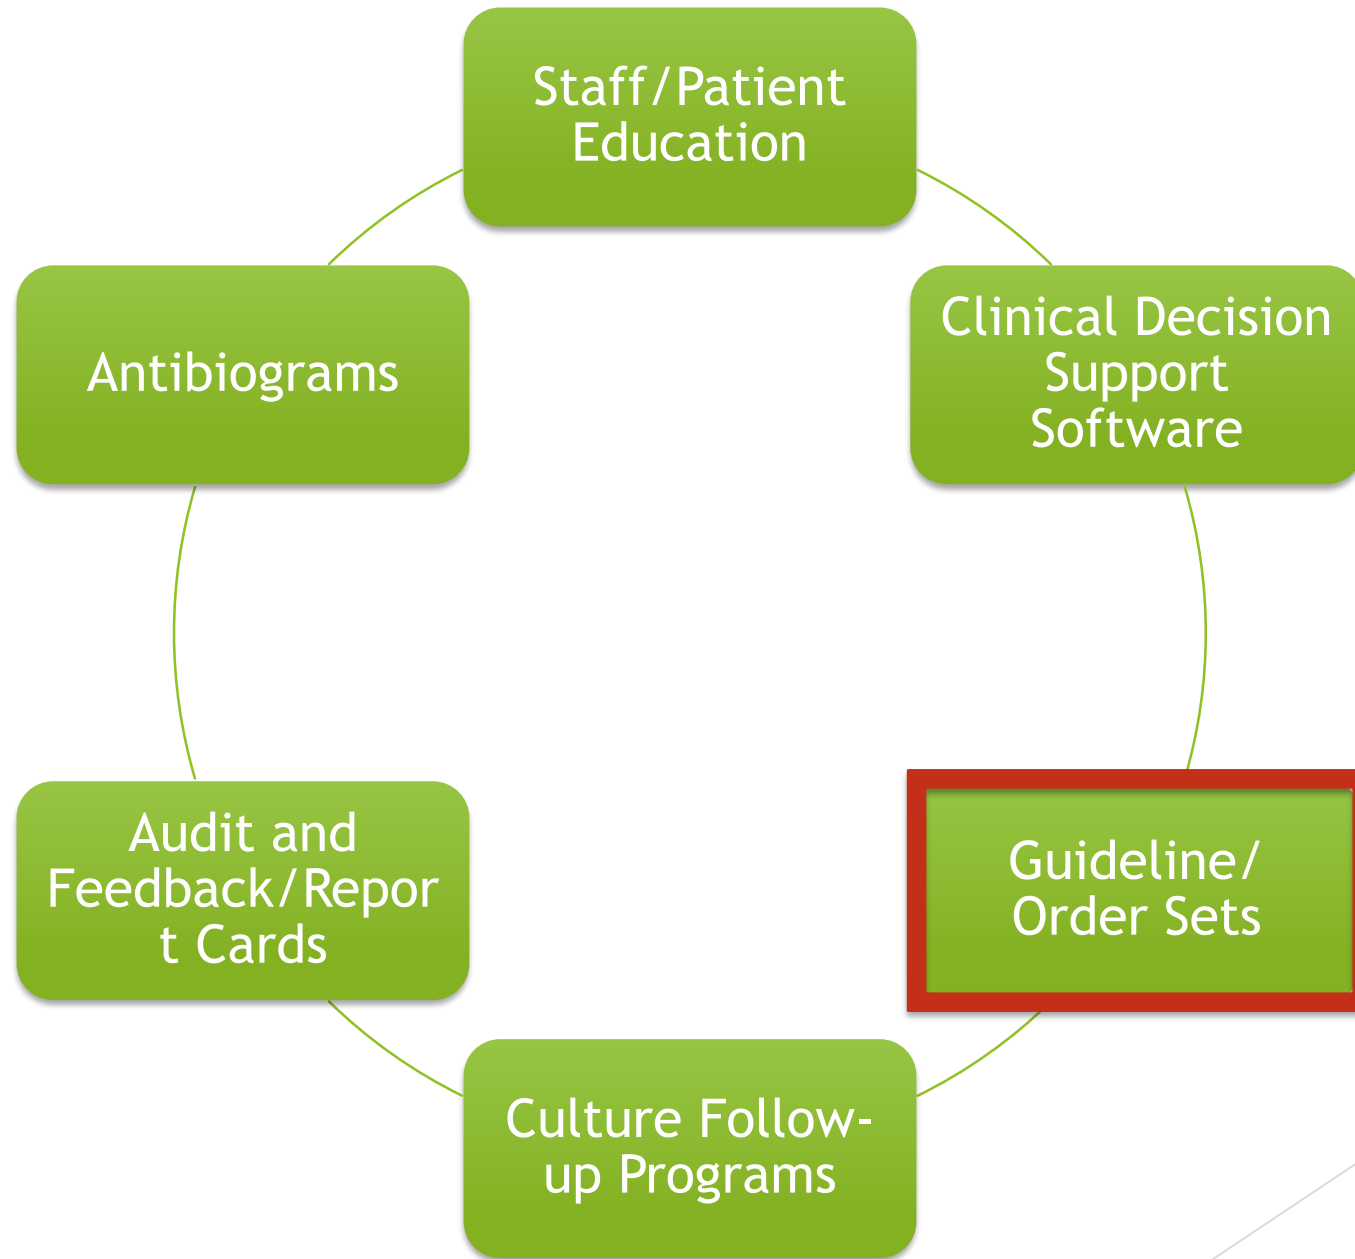 Staff/Patient
Education
Clinical Decision
Support
Software
Guideline/
Order Sets
Culture Follow-
up Programs
Audit and
Feedback/Repor
t Cards
Antibiograms